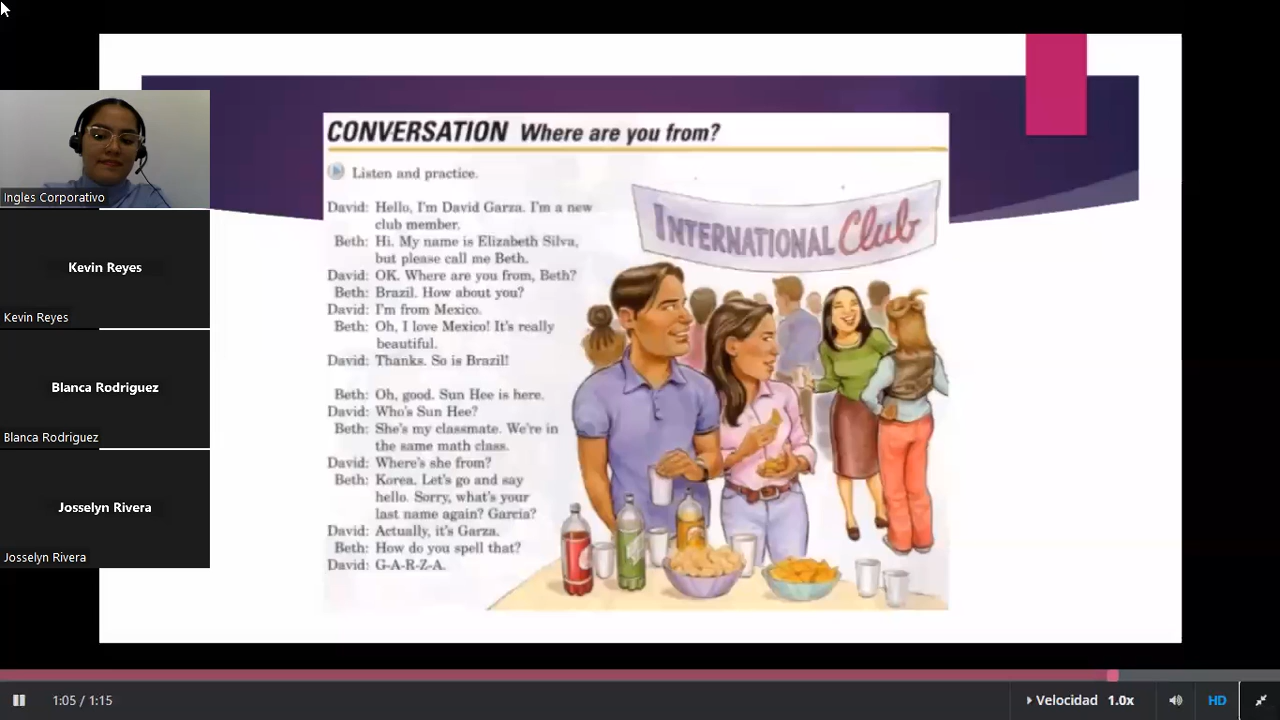 CONVERSATION Where are you from?
Listen and practice.
David: Hello, I'm David Garza. I'm a new
club member.
Beth: Hi. My name is Elizabeth Silva,
but please call me Beth.
David: OK. Where are you from, Beth?
Beth: Brazil. How about you?
David: I'm from Mexico.
Beth: Oh, I love Mexico! It's really
beautiful.
David: Thanks. So is Brazil!
Beth: Oh, good. Sun Hee is here.
David: Who's Sun Hee?
Beth: She's my classmate. We're in
the same math class.
David: Where's she from?
Beth: Korea. Let's go and say
hello. Sorry, what's your
last name again? Garcia?
David: Actually, it's Garza.
Beth: How do you spell that?
David: G-A-R-Z-A.
INTERNATIONAL Club
Ingles Corporativo
Kevin Reyes
Kevin Reyes
Blanca Rodriguez
Blanca Rodriguez
Josselyn Rivera
Josselyn Rivera
1:05 / 1:15
Velocidad 1.0x
HD